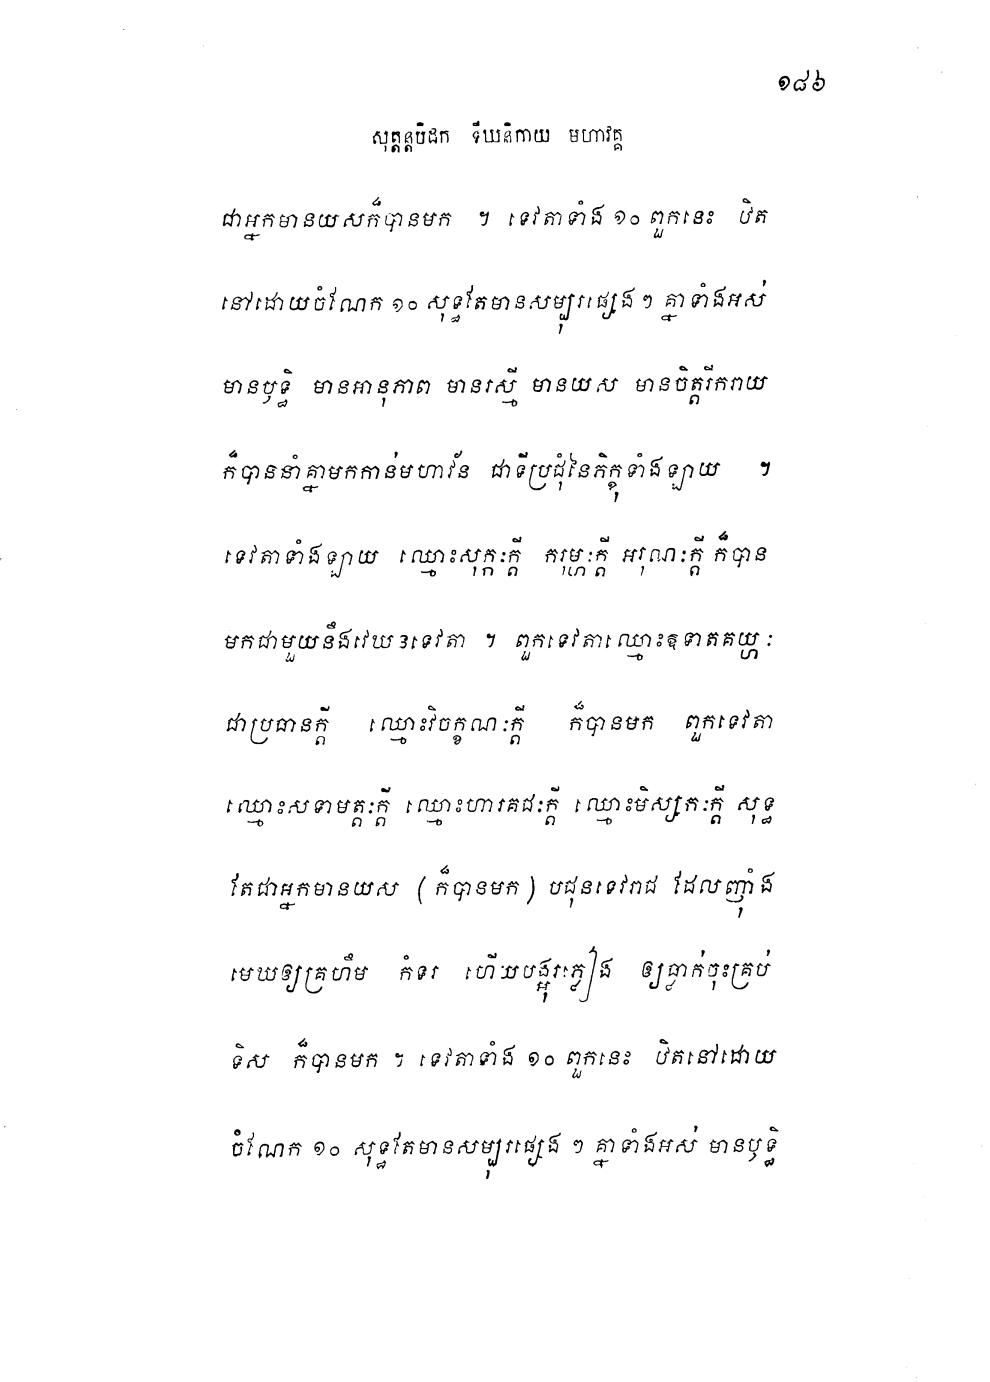 ១៨៦
សុត្តន្តបិដក ទីឃនិកាយ មហាវគ្គ
ជាអ្នកមានយសក៏បានមក ។ ទេវតាទាំង ១០ ពួកនេះ ឋិត
នៅដោយចំណែក ១០ សុទ្ធតែមានសម្បុរផ្សេង ៗ គ្នាទាំងអស់
មានឫទ្ធិ មានអានុភាព មានរស្មី មានយស មានចិត្តរីករាយ
ក៏បាននាំគ្នាមកកាន់មហាវ័ន ជាទីប្រជុំនៃភិក្ខុទាំងឡាយ ។
ទេវតាទាំងឡាយ ឈ្មោះសុក្កៈក្តី ករុម្ហៈក្តី អរុណៈក្តី ក៏បាន
មកជាមួយនឹងវេឃនទេវតា ។ ពួកទេវតាឈ្មោះឱទាតគយ្ហៈ
ជាប្រធានក្តី ឈ្មោះវិចក្ខណៈក្តី ក៏បានមក ពួកទេវតា
ឈ្មោះសទាមត្តៈក្តី ឈ្មោះហារគជៈក្តី ឈ្មោះមិស្សកៈក្តី សុទ្ធ
តែជាអ្នកមានយស (ក៏បានមក) បជុនទេវរាជ ដែលញ៉ាំង
មេឃឲ្យគ្រហឹម កំទរ ហើយបង្អុរភ្លៀង ឲ្យធ្លាក់ចុះគ្រប់
ទិស ក៏បានមក ។ ទេវតាទាំង ១០ ពួកនេះ ឋិតនៅដោយ
ចំណែក ១០ សុទ្ធតែមានសម្បុរផ្សេង ៗ គ្នាទាំងអស់ មានឫទ្ធិ